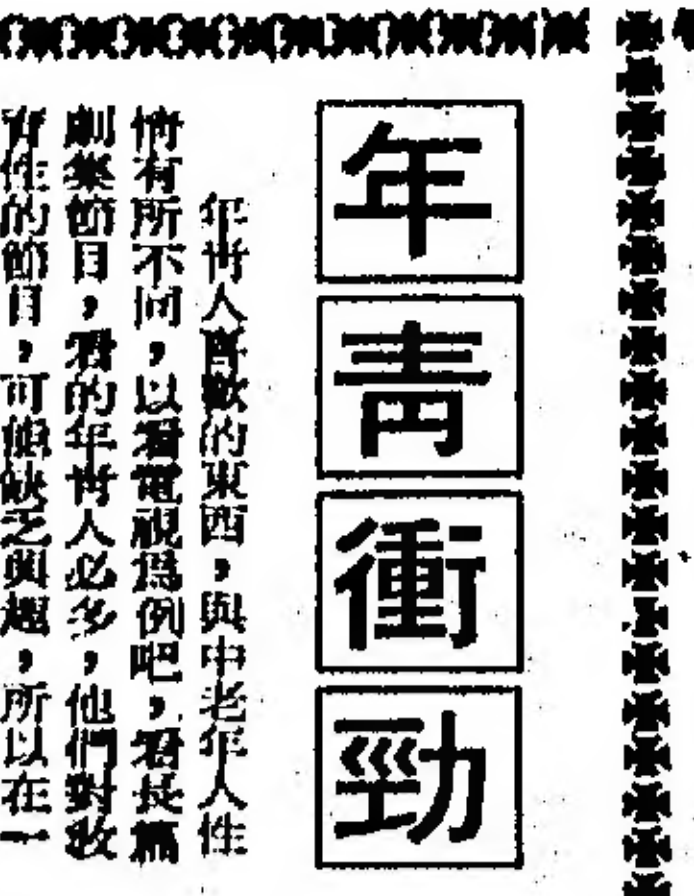 年青衝勁
年青人喜歡的東西，與中老年人性
情有所不同，以看電視爲例吧，看長篇
劇集節目，看的年青人必多，他們對教
育性的節目，可能缺乏興趣，所以在一